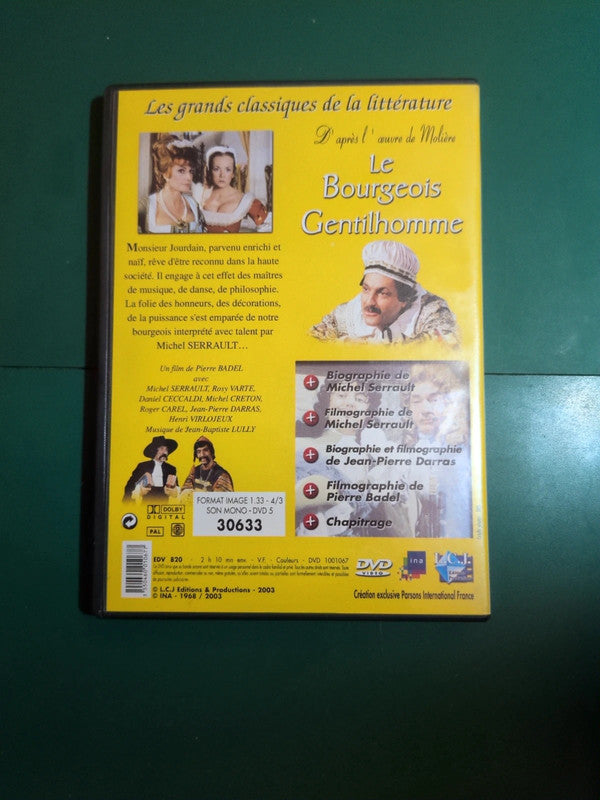 Les grands classiques de la littérature
D'après l'œuvre de Molière
Le
Bourgeois
Gentilhomme
Monsieur Jourdain, parvenu enrichi et
naïf, rêve d'être reconnu dans la haute
société. Il engage à cet effet des maîtres
de musique, de danse, de philosophie.
La folie des honneurs, des décorations,
de la puissance s'est emparée de notre
bourgeois interprété avec talent par
Michel SERRAULT...
Un film de Pierre BADEL
avec
Michel SERRAULT, Rosy VARTE,
Daniel CECCALDI, Michel CRETON,
Roger CAREL, Jean-Pierre DARRAS,
Henri VIRLOJEUX
Musique de Jean-Baptiste LULLY
Biographie de
Michel Serrault
Filmographie de
Michel Serrault
Biographie et filmographie
de Jean-Pierre Darras
Filmographie de
Pierre Badel
Chapitrage
DOLBY
DIGITAL
PAL
FORMAT IMAGE 1.33 - 4/3
SON MONO - DVD 5
30633
EDV 820 - 2 h 10 mn env. - V.F. - Couleurs - DVD 1001067
DVD
VIDEO
ina
L.C.J.
© L.C.J Editions & Productions - 2003
© INA - 1968 / 2003
Création exclusive Parsons International France